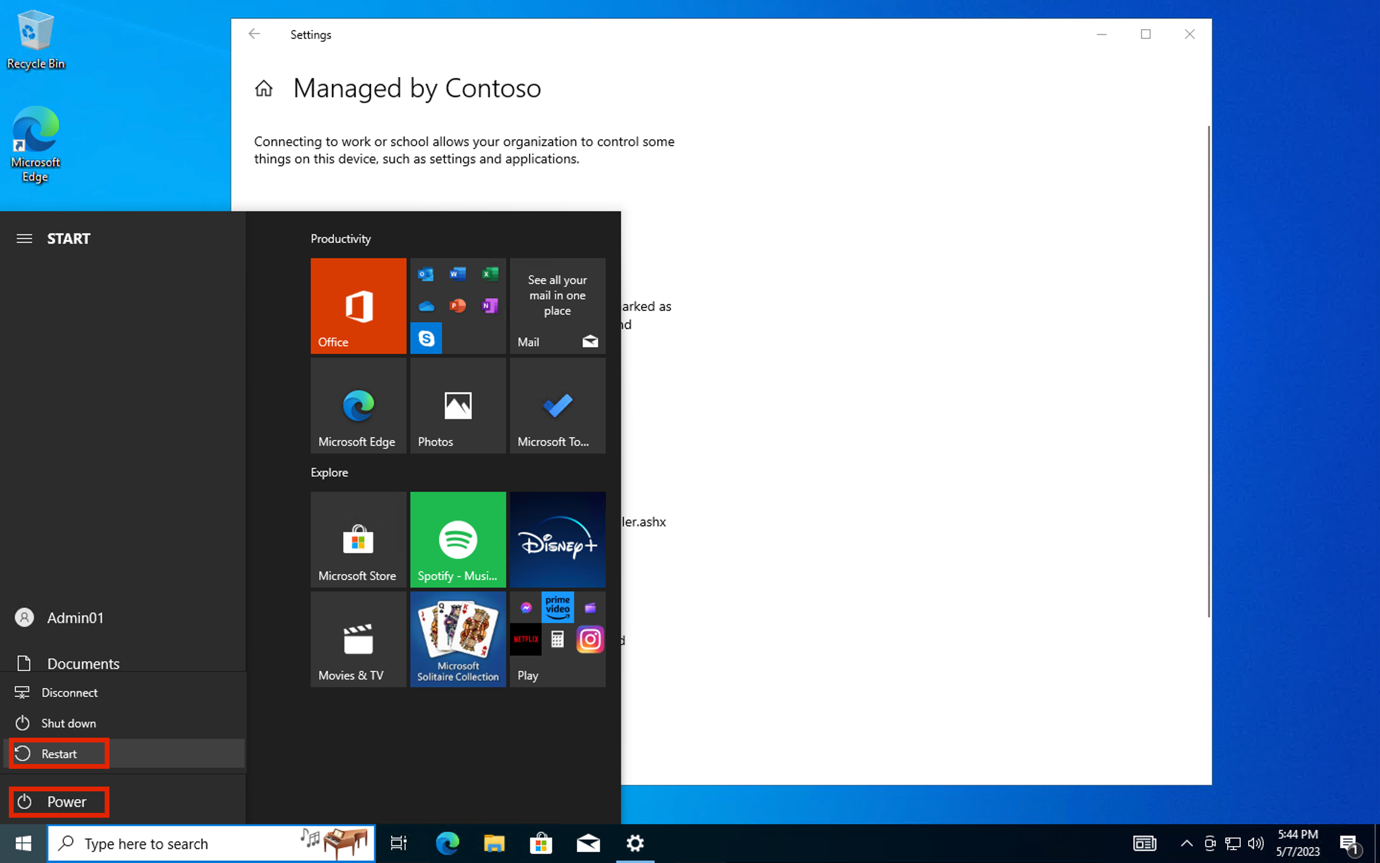 Recycle Bin
Microsoft
Edge
Settings
Managed by Contoso
Connecting to work or school allows your organization to control some
things on this device, such as settings and applications.
START
Productivity
Office
See all your
mail in one
place
Mail
arked as
nd
Microsoft Edge
Photos
Microsoft To...
Explore
Microsoft Store
Spotify - Musi...
Disney+
ler.ashx
Movies & TV
Microsoft
Solitaire Collection
prime
video
NETFLIX
Play
d
Admin01
Documents
Disconnect
Shut down
Restart
Power
Type here to search
5:44 PM
5/7/2023
1